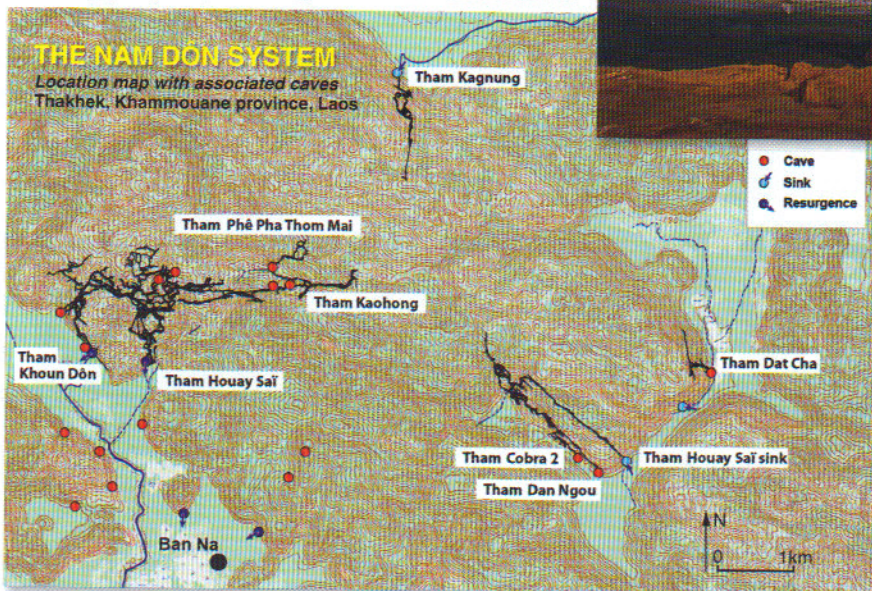 THE NAM DÔN SYSTEM
Location map with associated caves
Thakhek, Khammouane province, Laos
Tham Kagnung
Cave
Sink
Resurgence
Tham Phê Pha Thom Mai
Tham Kaohong
Tham
Khoun Dôn
Tham Houay Saï
Tham Dat Cha
Tham Cobra 2
Tham Houay Saï sink
Tham Dan Ngou
Ban Na
N
0 1km